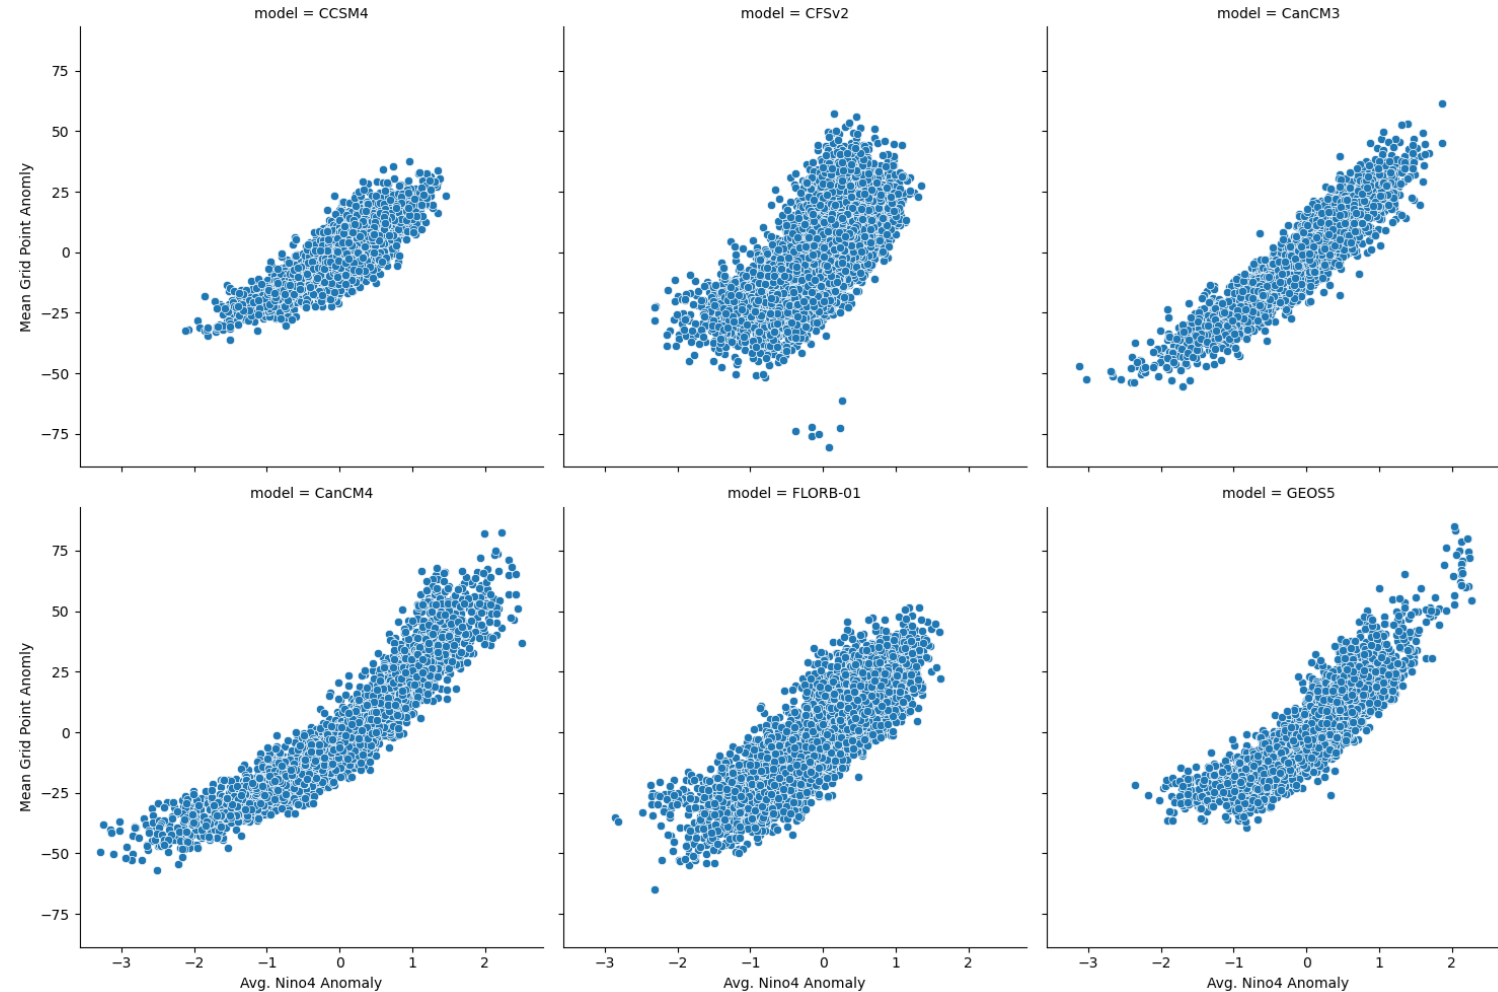 model = CCSM4
model = CFSv2
model = CanCM3
75
50
25
0
−25
−50
−75
Mean Grid Point Anomly
model = CanCM4
model = FLORB-01
model = GEOS5
75
50
25
0
−25
−50
−75
Mean Grid Point Anomly
−3 −2 −1 0 1 2
−3 −2 −1 0 1 2
−3 −2 −1 0 1 2
Avg. Nino4 Anomaly
Avg. Nino4 Anomaly
Avg. Nino4 Anomaly